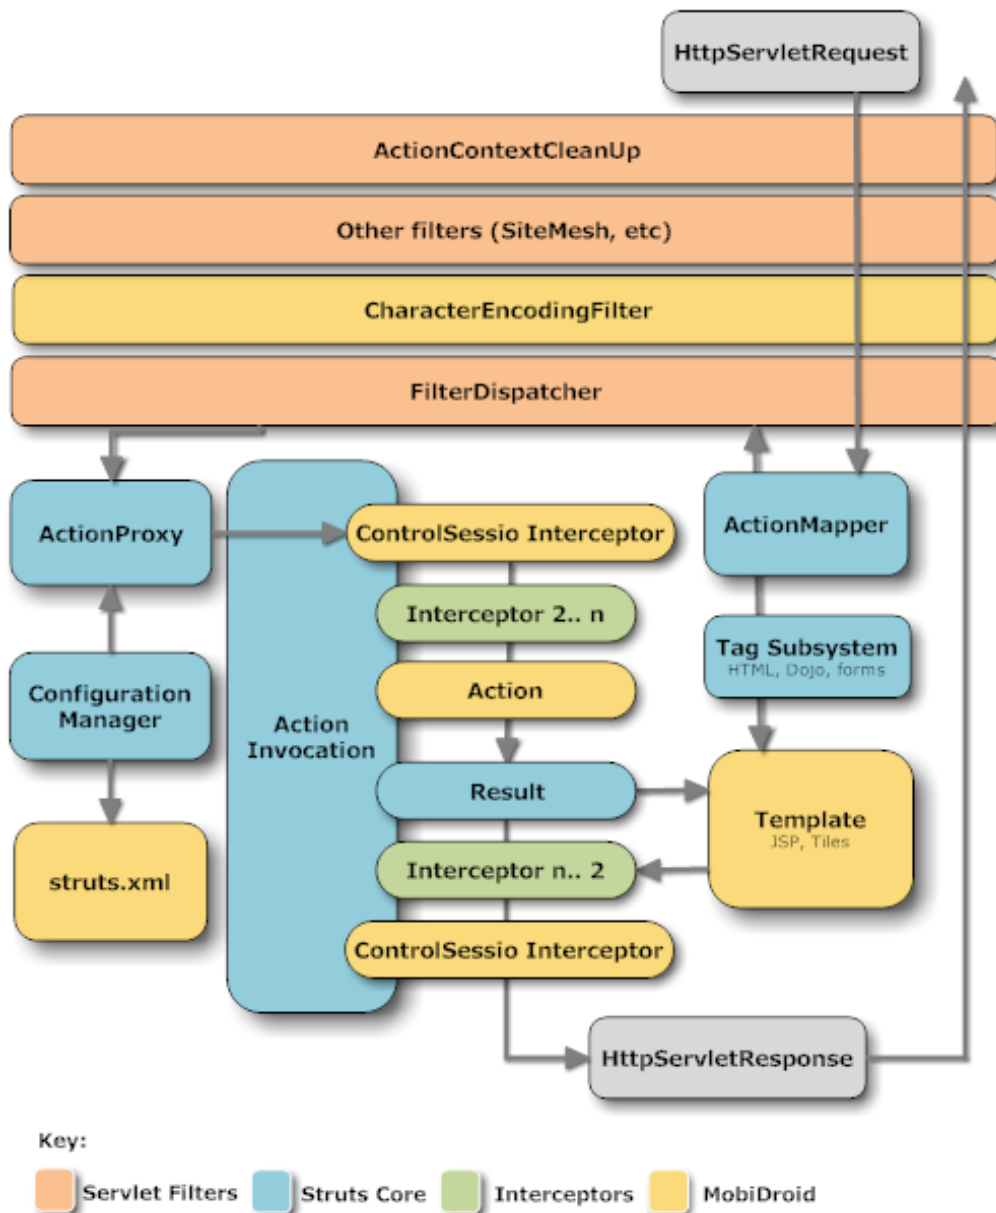 HttpServletRequest
ActionContextCleanUp
Other filters (SiteMesh, etc)
CharacterEncodingFilter
FilterDispatcher
ActionProxy
ControlSessio Interceptor
ActionMapper
Interceptor 2.. n
Tag Subsystem
HTML, Dojo, forms
Configuration
Manager
Action
Action
Invocation
Result
Template
JSP, Tiles
struts.xml
Interceptor n.. 2
ControlSessio Interceptor
HttpServletResponse
Key:
Servlet Filters
Struts Core
Interceptors
MobiDroid